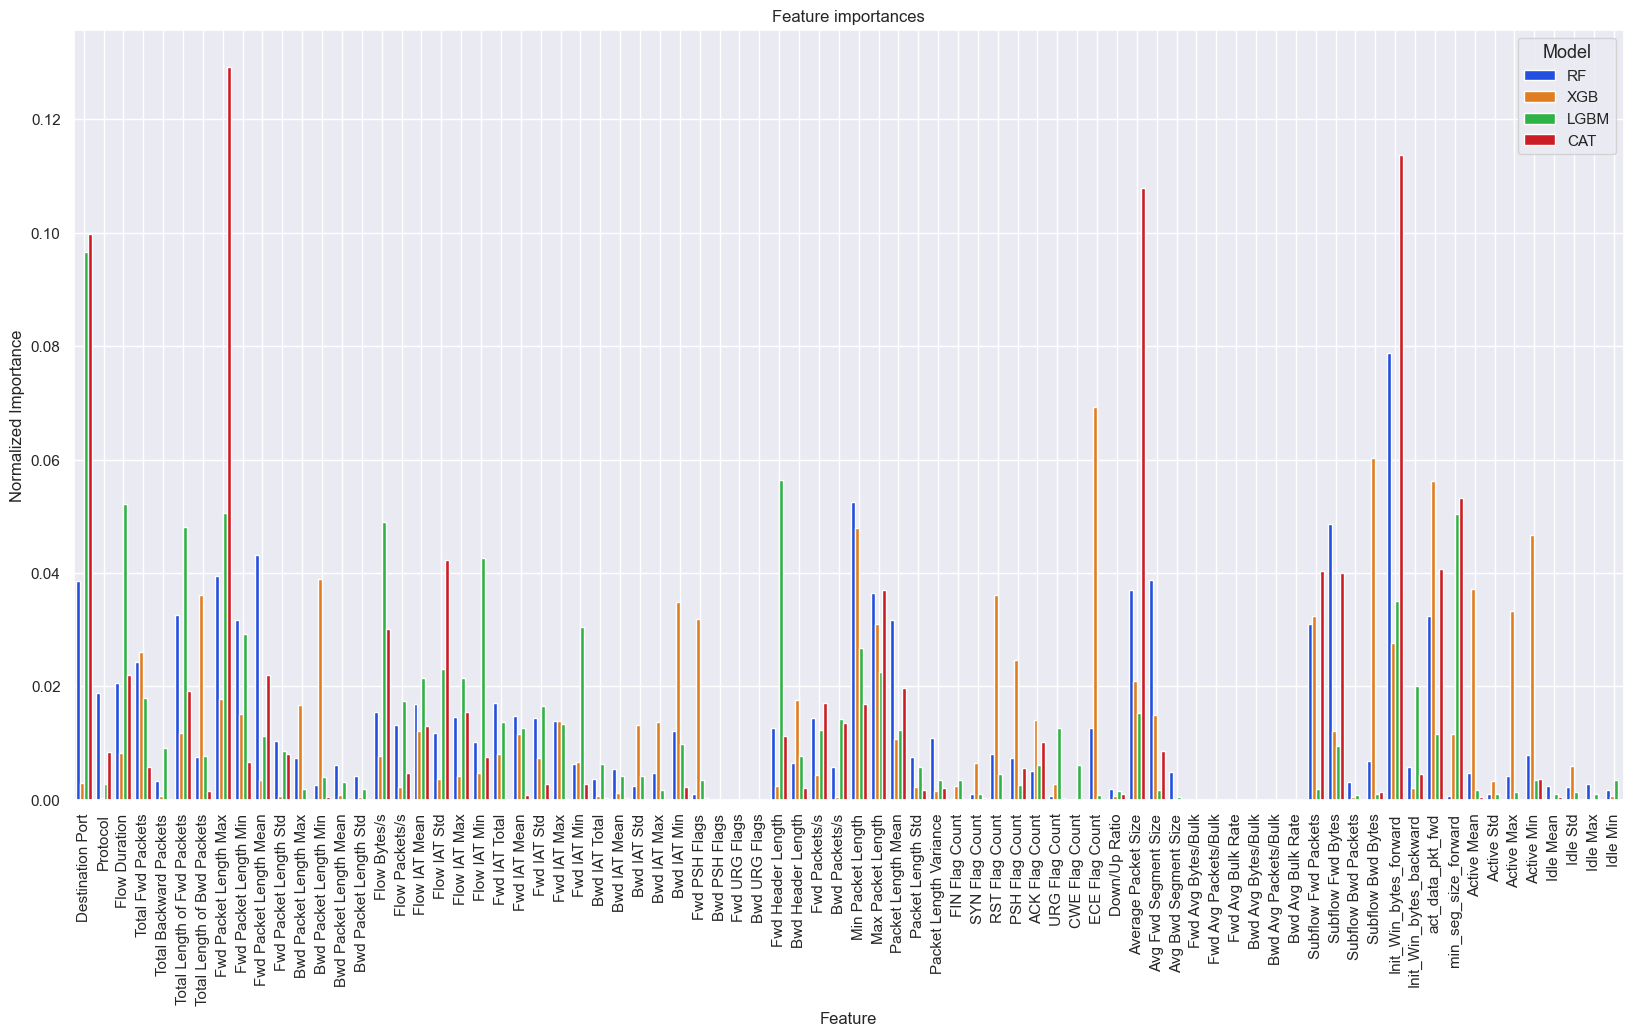 Feature importances
Model
RF
XGB
LGBM
CAT
Normalized Importance
0.12
0.10
0.08
0.06
0.04
0.02
0.00
Destination Port
Protocol
Flow Duration
Total Fwd Packets
Total Backward Packets
Total Length of Fwd Packets
Total Length of Bwd Packets
Fwd Packet Length Max
Fwd Packet Length Min
Fwd Packet Length Mean
Fwd Packet Length Std
Bwd Packet Length Max
Bwd Packet Length Min
Bwd Packet Length Mean
Bwd Packet Length Std
Flow Bytes/s
Flow Packets/s
Flow IAT Mean
Flow IAT Std
Flow IAT Max
Flow IAT Min
Fwd IAT Total
Fwd IAT Mean
Fwd IAT Std
Fwd IAT Max
Fwd IAT Min
Bwd IAT Total
Bwd IAT Mean
Bwd IAT Std
Bwd IAT Max
Bwd IAT Min
Fwd PSH Flags
Bwd PSH Flags
Fwd URG Flags
Bwd URG Flags
Fwd Header Length
Bwd Header Length
Fwd Packets/s
Bwd Packets/s
Min Packet Length
Max Packet Length
Packet Length Mean
Packet Length Std
Packet Length Variance
FIN Flag Count
SYN Flag Count
RST Flag Count
PSH Flag Count
ACK Flag Count
URG Flag Count
CWE Flag Count
ECE Flag Count
Down/Up Ratio
Average Packet Size
Avg Fwd Segment Size
Avg Bwd Segment Size
Fwd Avg Bytes/Bulk
Fwd Avg Packets/Bulk
Fwd Avg Bulk Rate
Bwd Avg Bytes/Bulk
Bwd Avg Packets/Bulk
Bwd Avg Bulk Rate
Subflow Fwd Packets
Subflow Fwd Bytes
Subflow Bwd Packets
Subflow Bwd Bytes
Init_Win_bytes_forward
Init_Win_bytes_backward
act_data_pkt_fwd
min_seg_size_forward
Active Mean
Active Std
Active Max
Active Min
Idle Mean
Idle Std
Idle Max
Idle Min
Feature